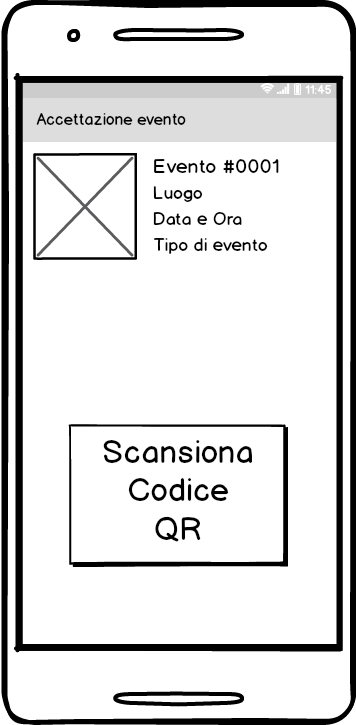 11:45
Accettazione evento
Evento #0001
Luogo
Data e Ora
Tipo di evento
Scansiona
Codice
QR